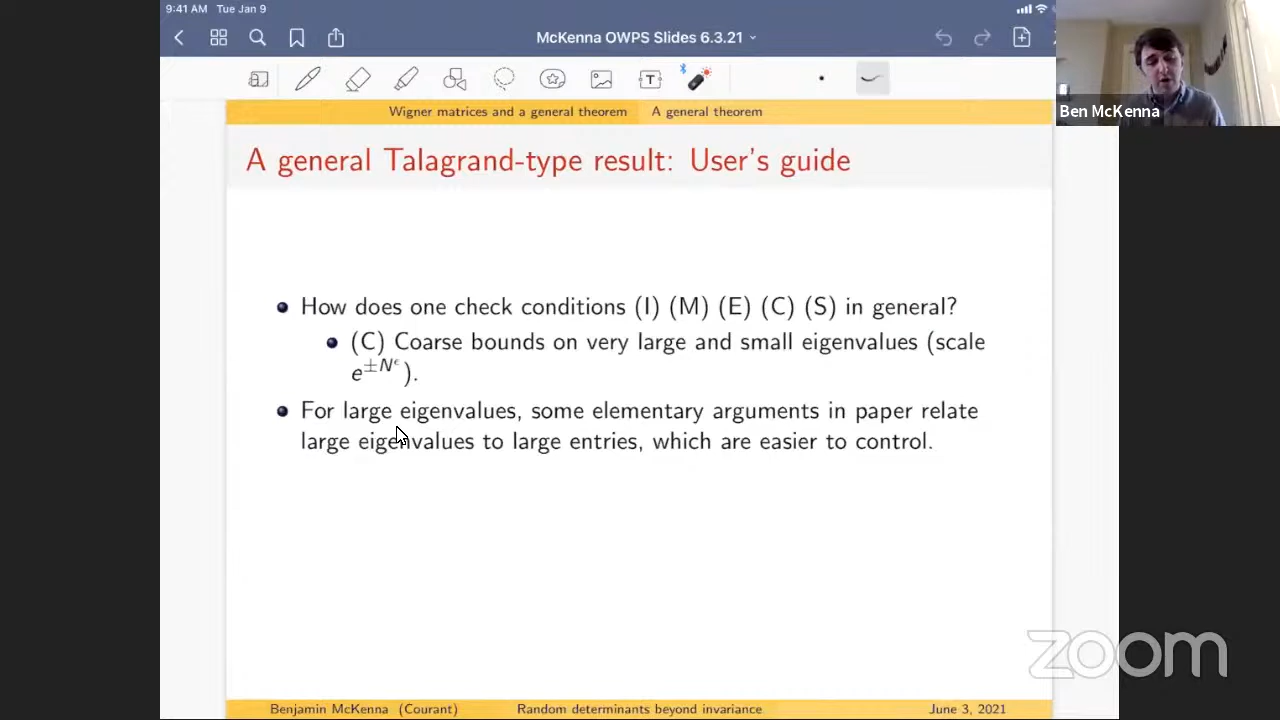 9:41 AM Tue Jan 9
McKenna OWPS Slides 6.3.21
Ben McKenna
Wigner matrices and a general theorem A general theorem
A general Talagrand-type result: User's guide
How does one check conditions (I) (M) (E) (C) (S) in general?
(C) Coarse bounds on very large and small eigenvalues (scale
e^{±N^ϵ}).
For large eigenvalues, some elementary arguments in paper relate
large eigenvalues to large entries, which are easier to control.
zoom
Benjamin McKenna (Courant) Random determinants beyond invariance June 3, 2021